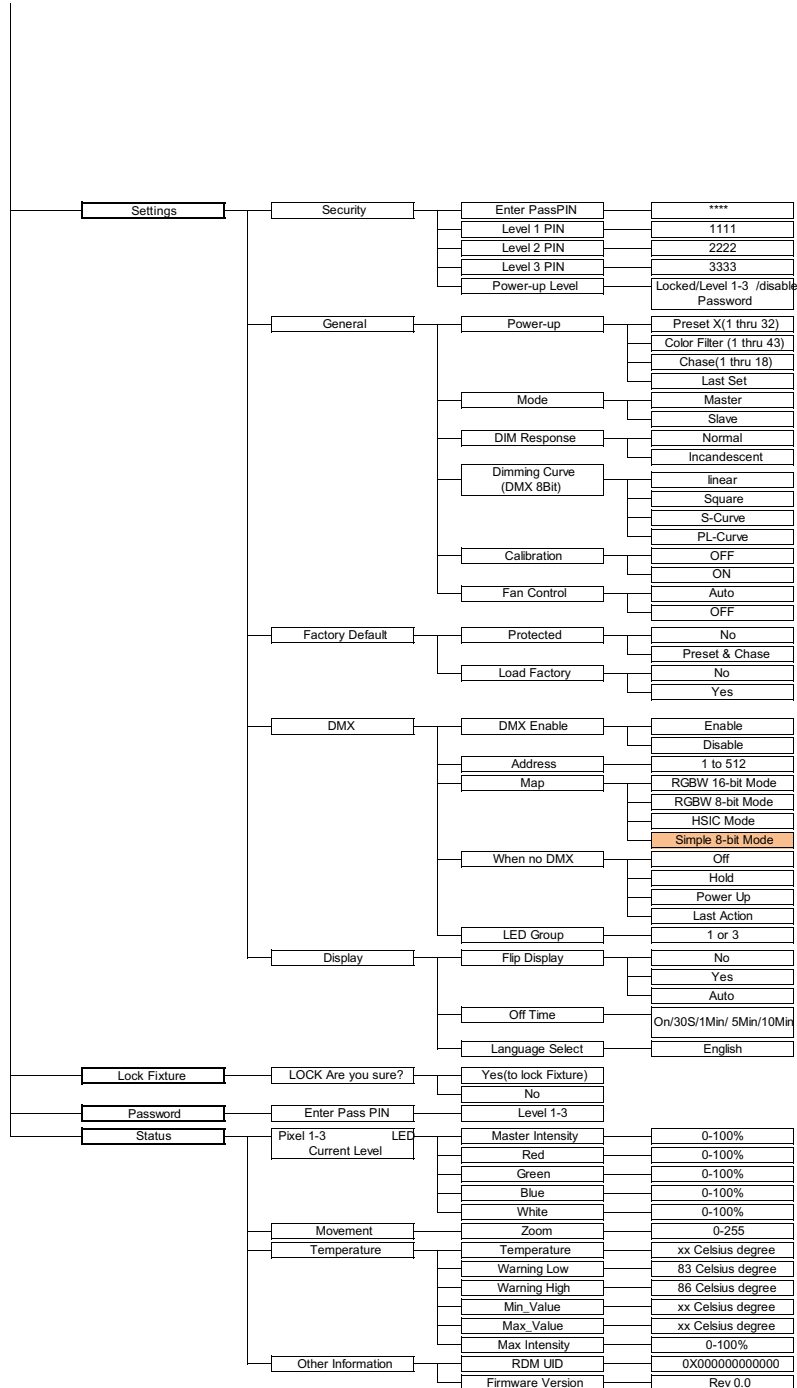 Settings Security Enter PassPIN ****
Level 1 PIN 1111
Level 2 PIN 2222
Level 3 PIN 3333
Power-up Level Locked/Level 1-3 /disable
Password
General Power-up Preset X(1 thru 32)
Color Filter (1 thru 43)
Chase(1 thru 18)
Last Set
Mode Master
Slave
DIM Response Normal
Incandescent
Dimming Curve linear
(DMX 8Bit)
Square
S-Curve
PL-Curve
Calibration OFF
ON
Fan Control Auto
OFF
Factory Default Protected No
Preset & Chase
Load Factory No
Yes
DMX DMX Enable Enable
Disable
Address 1 to 512
Map RGBW 16-bit Mode
RGBW 8-bit Mode
HSIC Mode
Simple 8-bit Mode
When no DMX Off
Hold
Power Up
Last Action
LED Group 1 or 3
Display Flip Display No
Yes
Auto
Off Time On/30S/1Min/ 5Min/10Min
Language Select English
Lock Fixture LOCK Are you sure? Yes(to lock Fixture)
No
Password Enter Pass PIN Level 1-3
Status Pixel 1-3 LED Master Intensity 0-100%
Current Level
Red 0-100%
Green 0-100%
Blue 0-100%
White 0-100%
Movement Zoom 0-255
Temperature Temperature xx Celsius degree
Warning Low 83 Celsius degree
Warning High 86 Celsius degree
Min_Value xx Celsius degree
Max_Value xx Celsius degree
Max Intensity 0-100%
Other Information RDM UID 0X000000000000
Firmware Version Rev 0.0